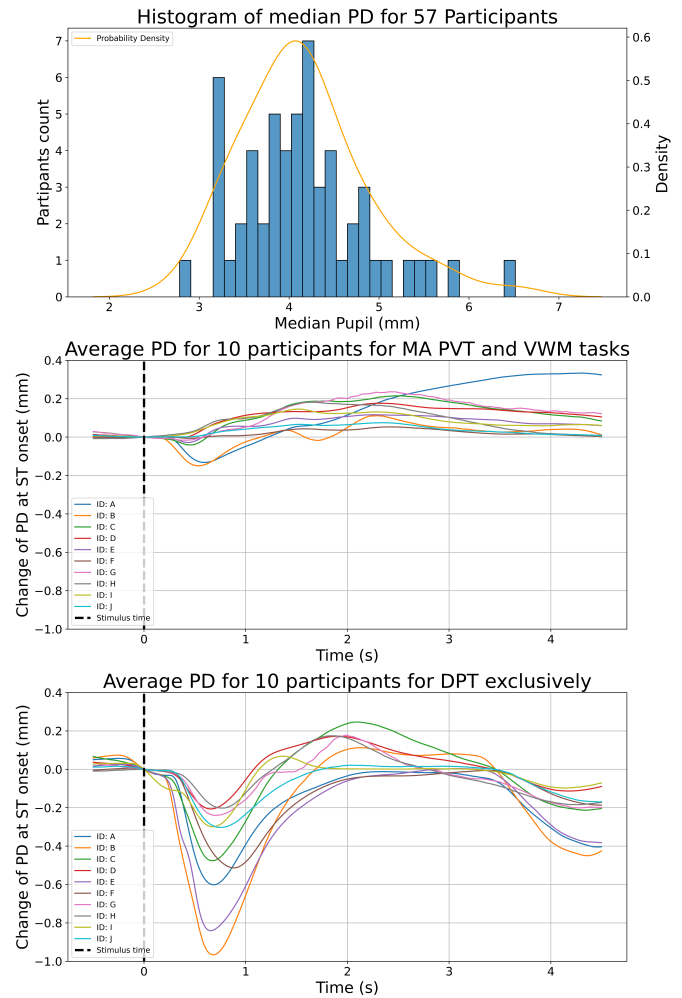 Histogram of median PD for 57 Participants
Probability Density
7
6
5
4
3
2
1
0
Partipants count
0.6
0.5
0.4
0.3
0.2
0.1
0.0
Density
2 3 4 5 6 7
Median Pupil (mm)
Average PD for 10 participants for MA PVT and VWM tasks
0.4
0.2
0.0
−0.2
−0.4
−0.6
−0.8
−1.0
Change of PD at ST onset (mm)
ID: A
ID: B
ID: C
ID: D
ID: E
ID: F
ID: G
ID: H
ID: I
ID: J
Stimulus time
0 1 2 3 4
Time (s)
Average PD for 10 participants for DPT exclusively
0.4
0.2
0.0
−0.2
−0.4
−0.6
−0.8
−1.0
Change of PD at ST onset (mm)
ID: A
ID: B
ID: C
ID: D
ID: E
ID: F
ID: G
ID: H
ID: I
ID: J
Stimulus time
0 1 2 3 4
Time (s)